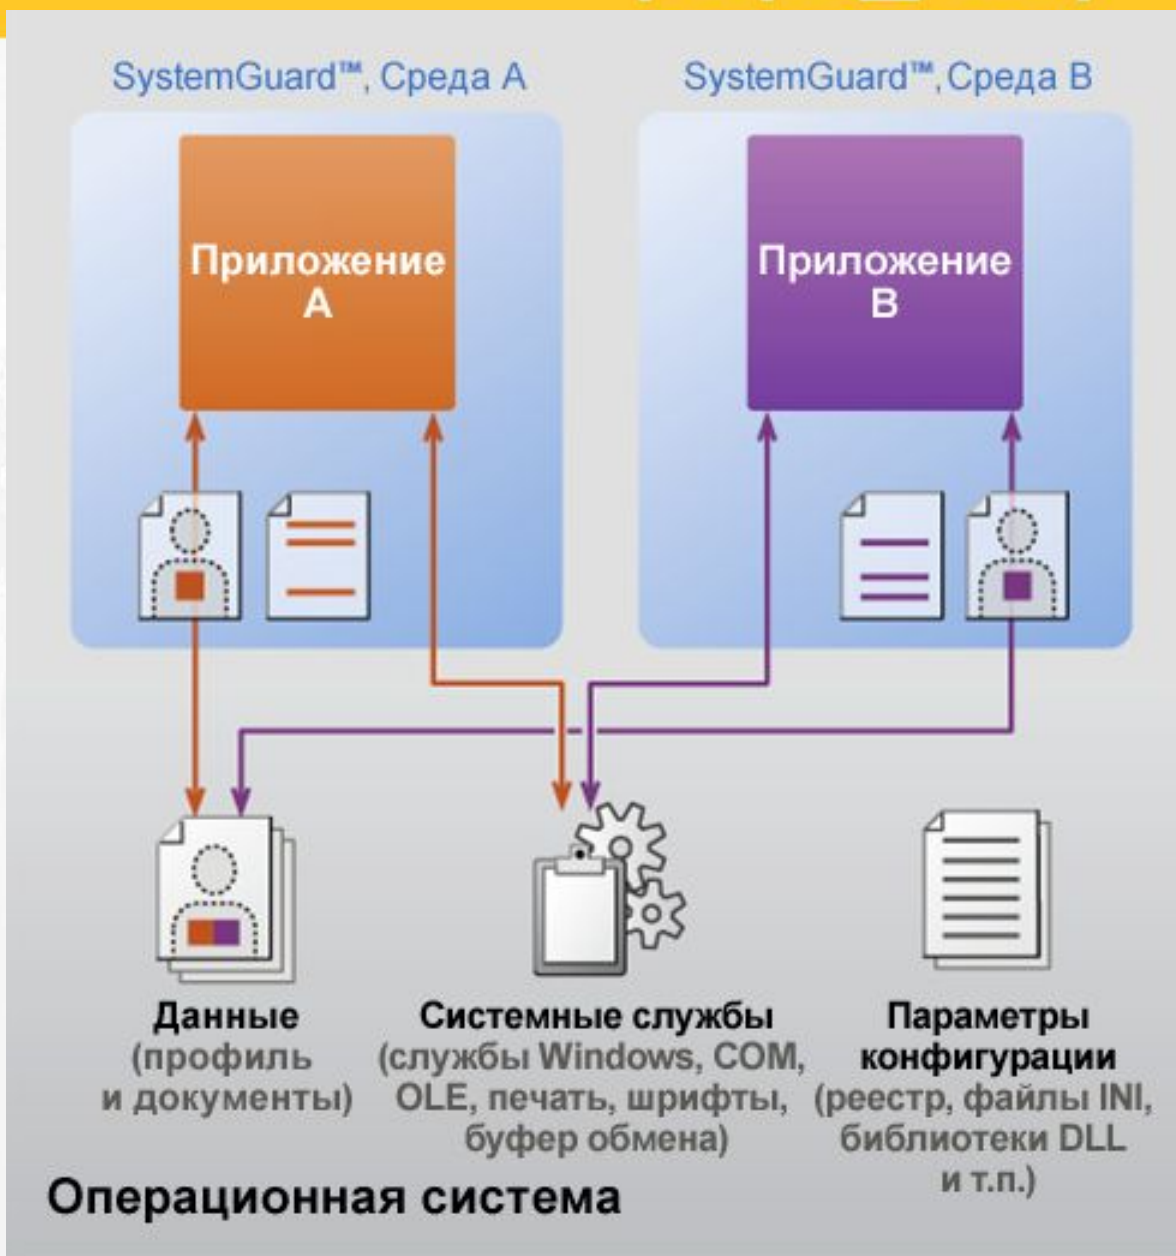 SystemGuard™, Среда А
SystemGuard™, Среда В
Приложение
А
Приложение
В
Данные
(профиль
и документы)
Системные службы
(службы Windows, COM,
OLE, печать, шрифты,
буфер обмена)
Параметры
конфигурации
(реестр, файлы INI,
библиотеки DLL
и т.п.)
Операционная система